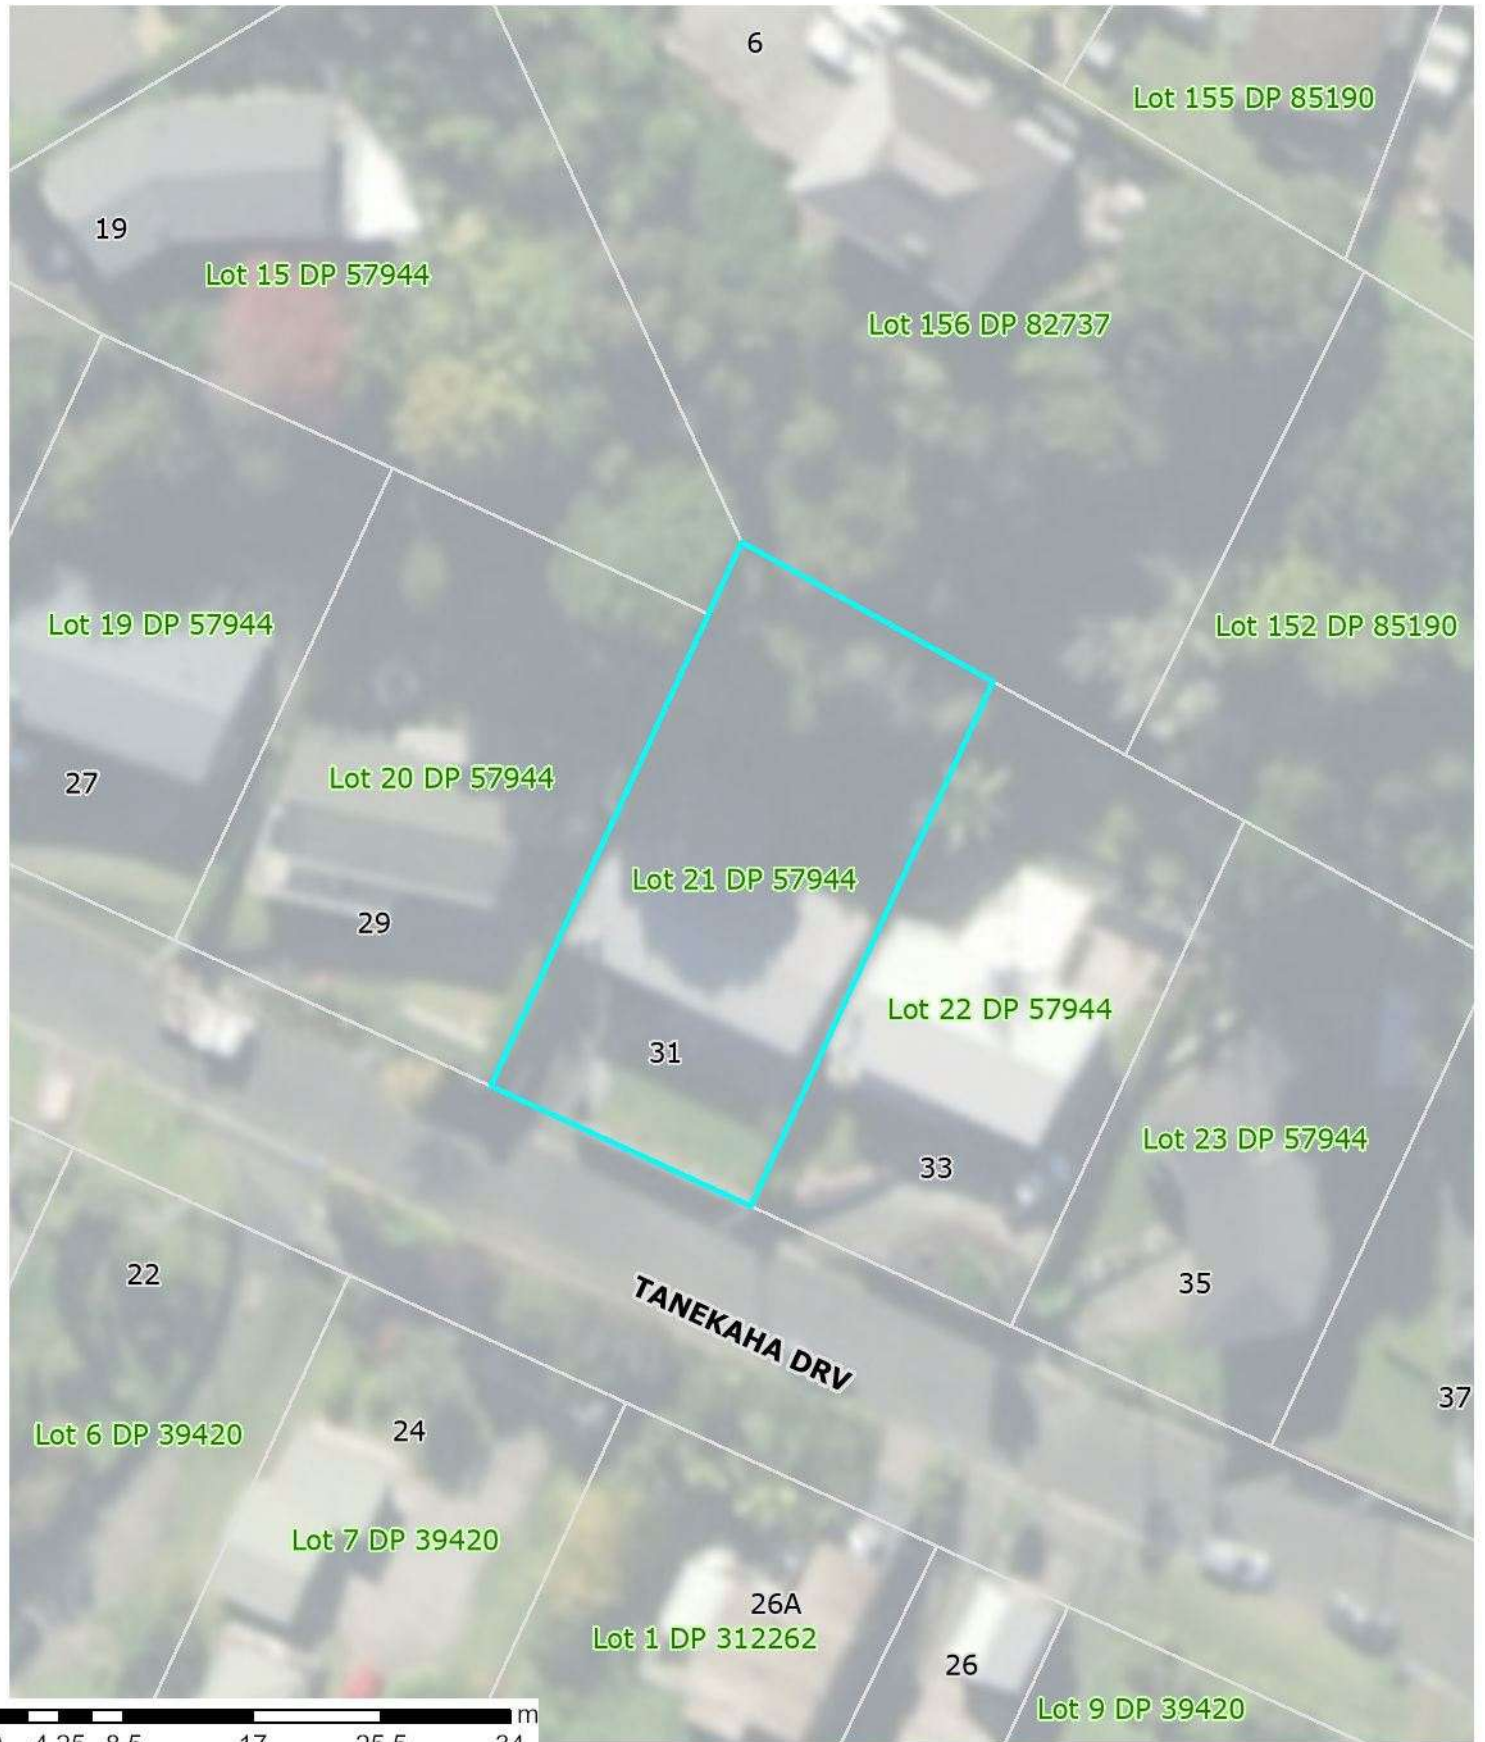 6
Lot 155 DP 85190
19
Lot 15 DP 57944
Lot 156 DP 82737
Lot 19 DP 57944
Lot 152 DP 85190
27
Lot 20 DP 57944
Lot 21 DP 57944
29
Lot 22 DP 57944
31
Lot 23 DP 57944
33
22
35
TANEKAHA DRV
37
Lot 6 DP 39420
24
Lot 7 DP 39420
26A
Lot 1 DP 312262
26
Lot 9 DP 39420
m
4.25 8.5 17 25.5 34